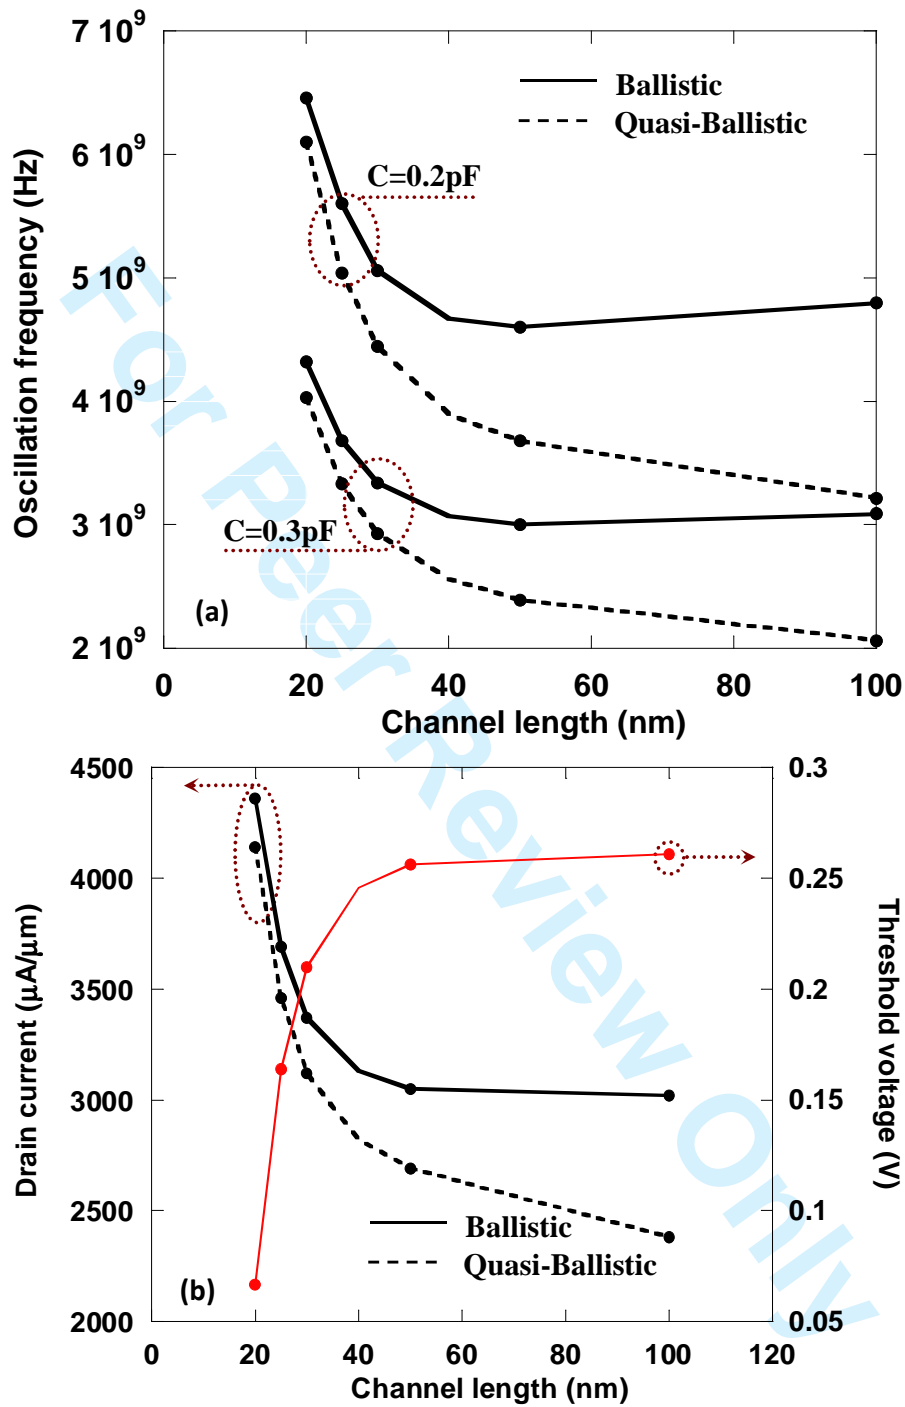 7 10⁹
6 10⁹
5 10⁹
4 10⁹
3 10⁹
2 10⁹
Oscillation frequency (Hz)
Ballistic
Quasi-Ballistic
C=0.2pF
C=0.3pF
(a)
0 20 40 60 80 100
Channel length (nm)
For Peer Review Only
4500
4000
3500
3000
2500
2000
Drain current (μA/μm)
0.3
0.25
0.2
0.15
0.1
0.05
Threshold voltage (V)
Ballistic
Quasi-Ballistic
(b)
0 20 40 60 80 100 120
Channel length (nm)